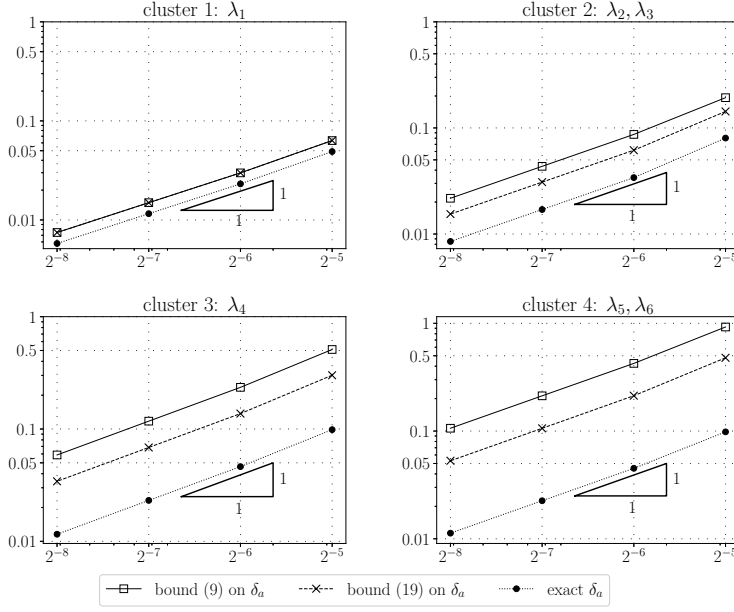 cluster 1: λ₁
1
0.1
0.05
0.01
2⁻⁸ 2⁻⁷ 2⁻⁶ 2⁻⁵
1
1
cluster 2: λ₂, λ₃
1
0.1
0.05
0.01
2⁻⁸ 2⁻⁷ 2⁻⁶ 2⁻⁵
1
1
cluster 3: λ₄
1
0.5
0.1
0.05
0.01
2⁻⁸ 2⁻⁷ 2⁻⁶ 2⁻⁵
1
1
cluster 4: λ₅, λ₆
1
0.5
0.1
0.05
0.01
2⁻⁸ 2⁻⁷ 2⁻⁶ 2⁻⁵
1
1
bound (9) on δₐ bound (19) on δₐ exact δₐ